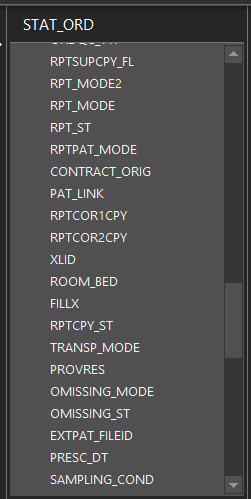 STAT_ORD
RPTSUPCPY_FL
RPT_MODE2
RPT_MODE
RPT_ST
RPTPAT_MODE
CONTRACT_ORIG
PAT_LINK
RPTCOR1CPY
RPTCOR2CPY
XLID
ROOM_BED
FILLX
RPTCPY_ST
TRANSP_MODE
PROVRES
OMISSING_MODE
OMISSING_ST
EXTPAT_FILEID
PRESC_DT
SAMPLING_COND